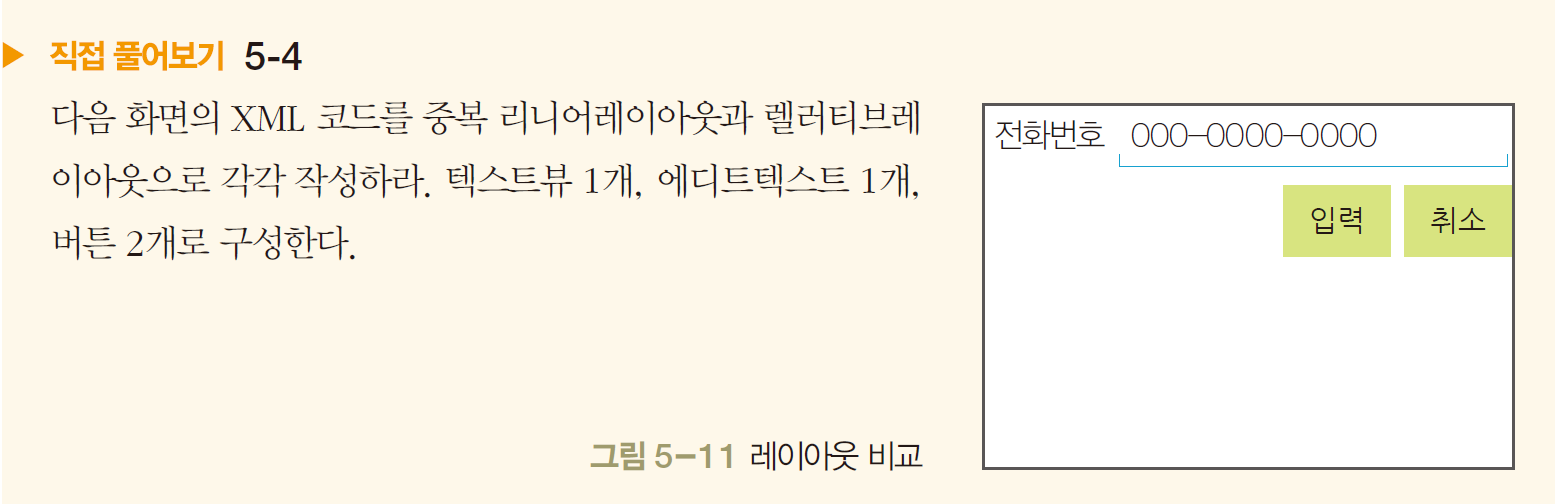 ▶ 직접 풀어보기 5-4
다음 화면의 XML 코드를 중복 리니어레이아웃과 렐러티브레
이아웃으로 각각 작성하라. 텍스트뷰 1개, 에디트텍스트 1개,
버튼 2개로 구성한다.
전화번호 000-0000-0000
입력 취소
그림 5-11 레이아웃 비교